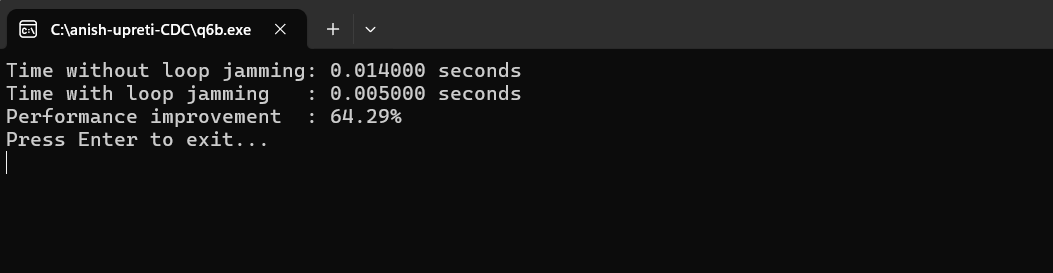 C:\anish-upreti-CDC\q6b.exe
Time without loop jamming: 0.014000 seconds
Time with loop jamming   : 0.005000 seconds
Performance improvement  : 64.29%
Press Enter to exit...